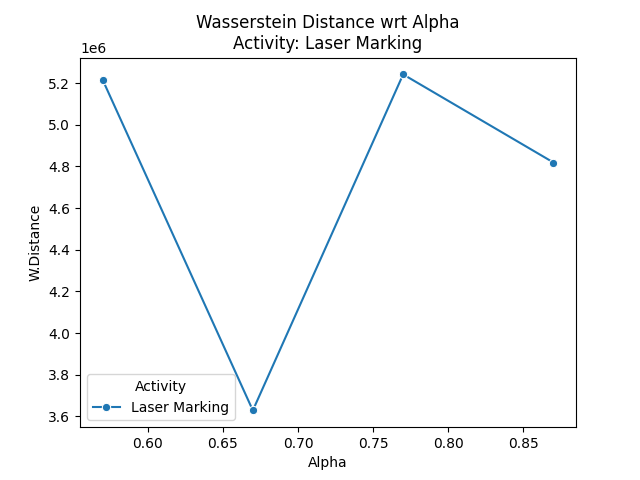 Wasserstein Distance wrt Alpha
Activity: Laser Marking
1e6
5.2
5.0
4.8
4.6
4.4
4.2
4.0
3.8
3.6
W.Distance
Activity
Laser Marking
0.60 0.65 0.70 0.75 0.80 0.85
Alpha